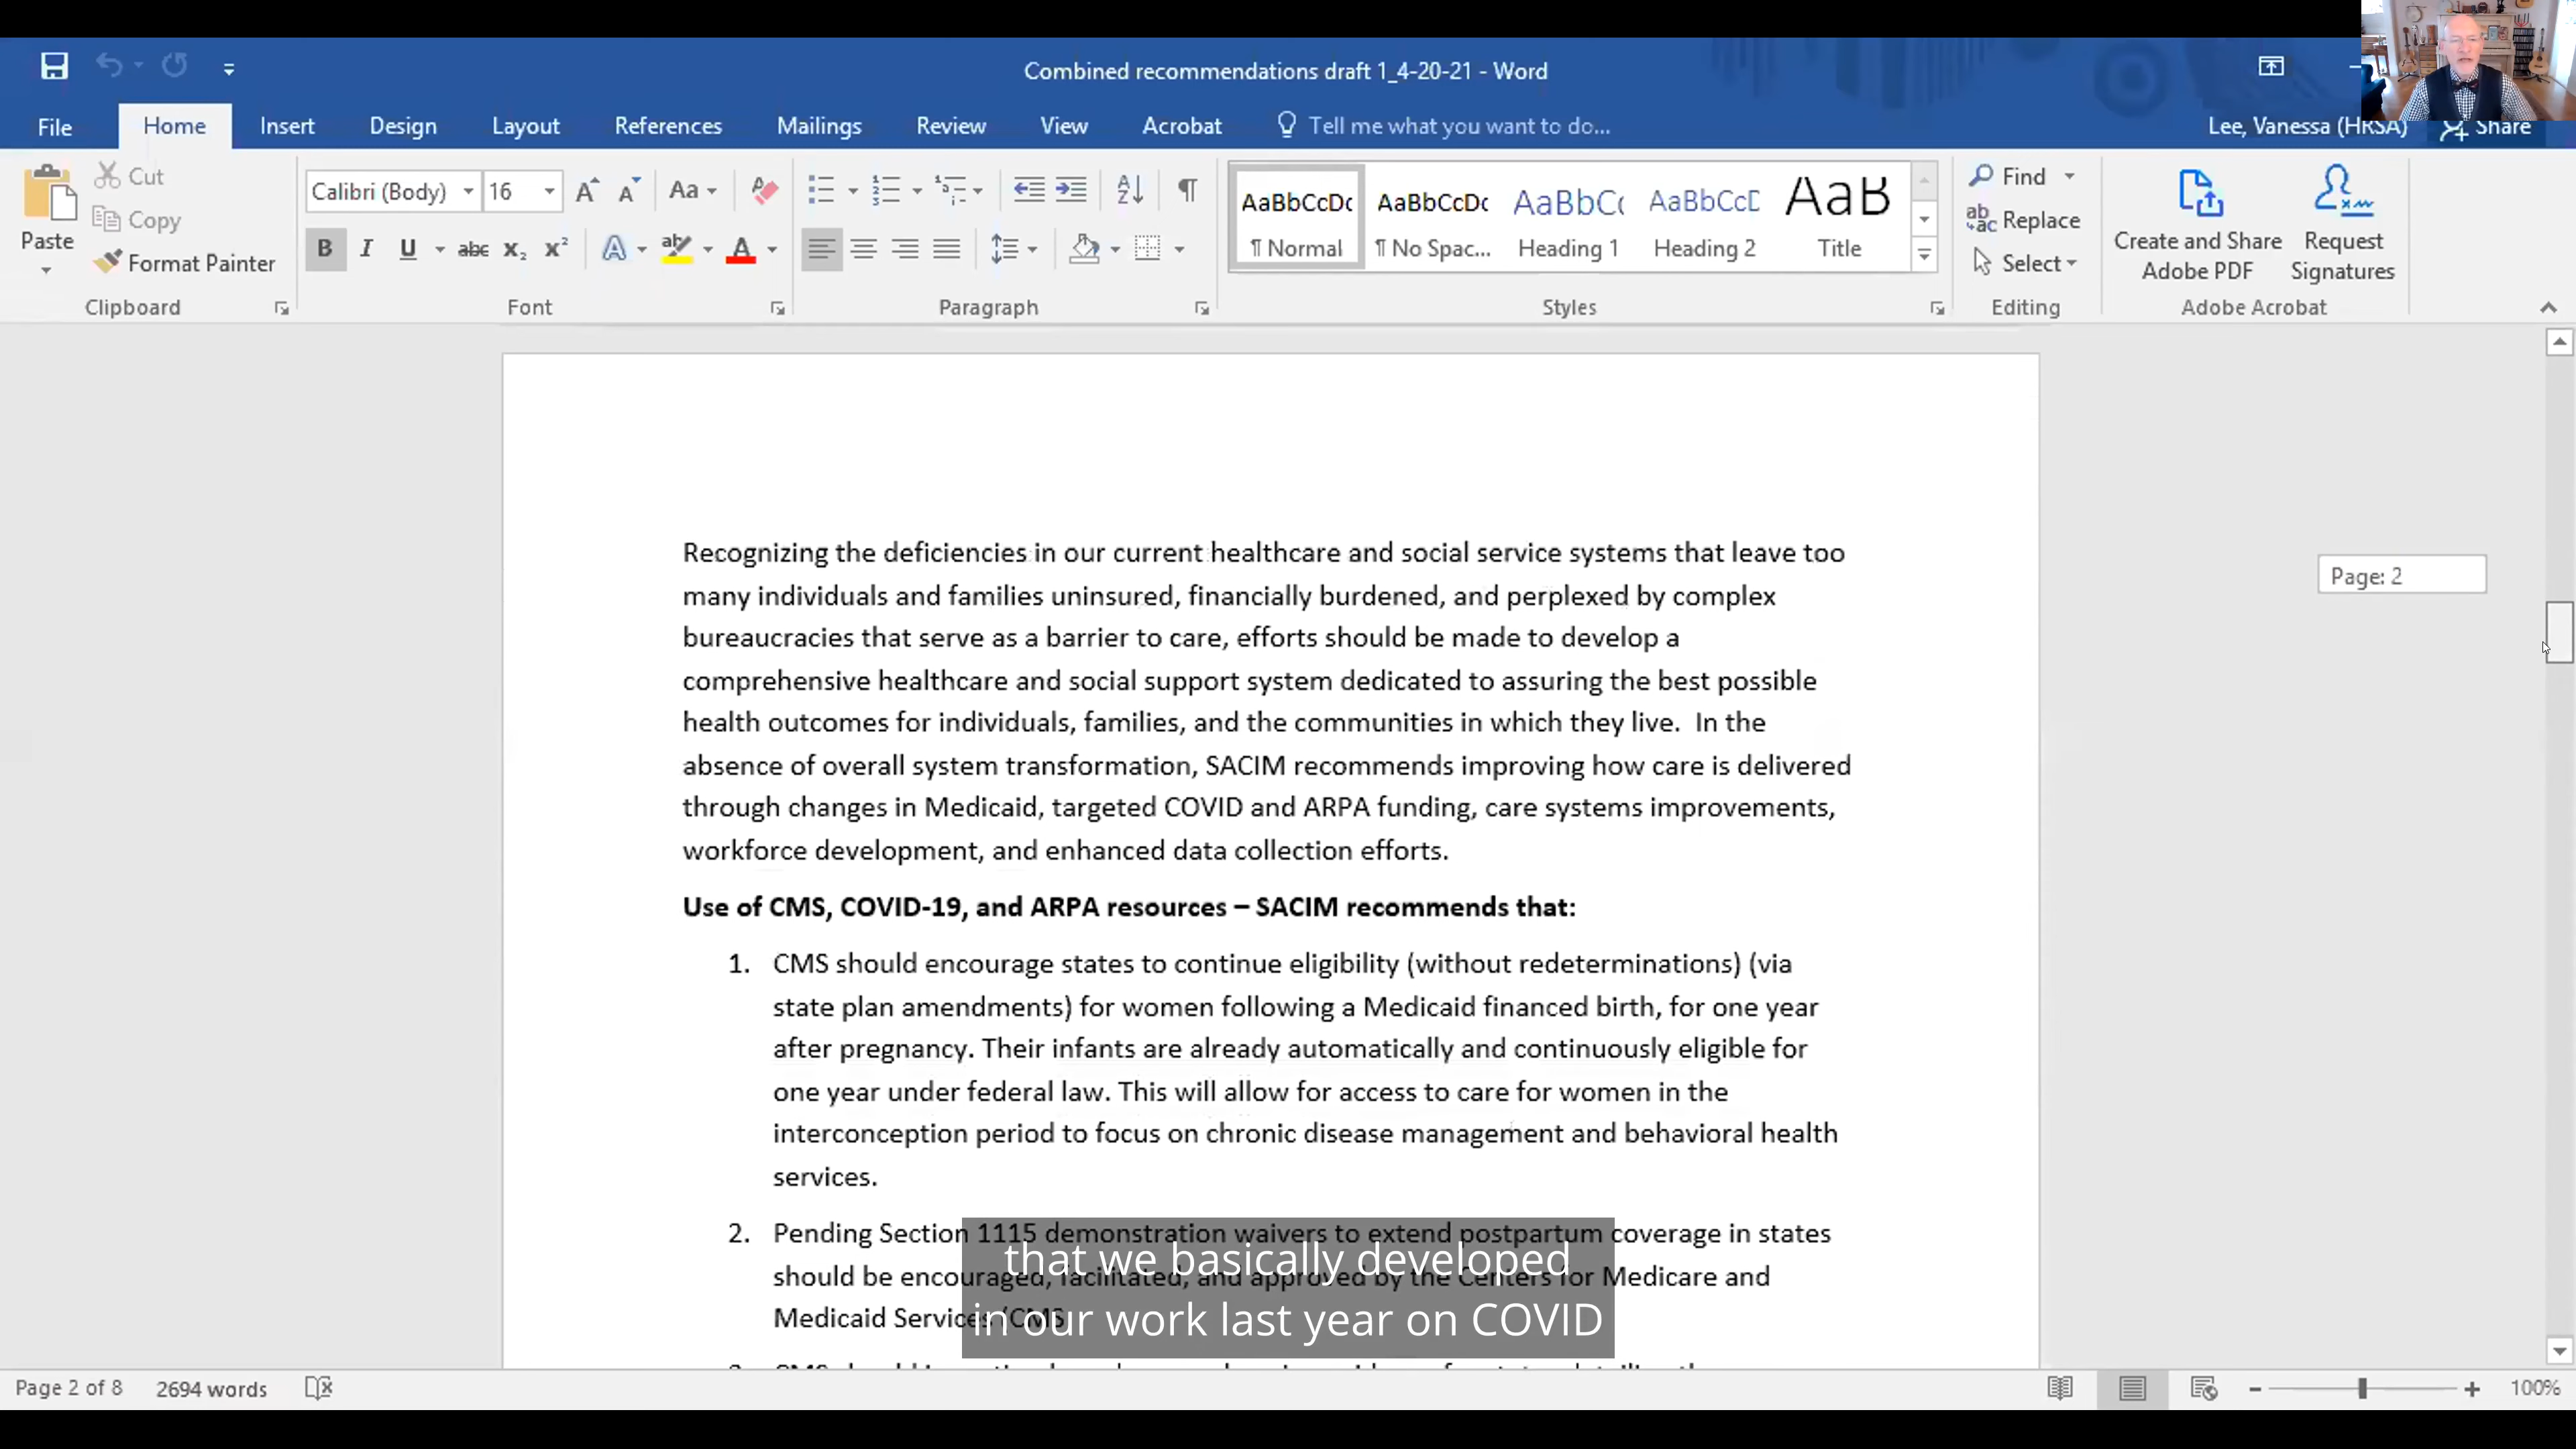 Combined recommendations draft 1_4-20-21 - Word
File Home Insert Design Layout References Mailings Review View Acrobat Tell me what you want to do... Lee, Vanessa (HRSA) Share
Cut
Copy
Paste
Format Painter
Clipboard
Calibri (Body) 16 Aa
B I U abc X₂ X² A A
Font
Paragraph
AaBbCcDc AaBbCcDc AaBbC AaBbCcD AaB
¶ Normal ¶ No Spac... Heading 1 Heading 2 Title
Styles
Find
Replace
Select
Editing
Create and Share Adobe PDF
Request Signatures
Adobe Acrobat
Recognizing the deficiencies in our current healthcare and social service systems that leave too
many individuals and families uninsured, financially burdened, and perplexed by complex
bureaucracies that serve as a barrier to care, efforts should be made to develop a
comprehensive healthcare and social support system dedicated to assuring the best possible
health outcomes for individuals, families, and the communities in which they live.  In the
absence of overall system transformation, SACIM recommends improving how care is delivered
through changes in Medicaid, targeted COVID and ARPA funding, care systems improvements,
workforce development, and enhanced data collection efforts.
Page: 2
Use of CMS, COVID-19, and ARPA resources – SACIM recommends that:
1. CMS should encourage states to continue eligibility (without redeterminations) (via
state plan amendments) for women following a Medicaid financed birth, for one year
after pregnancy. Their infants are already automatically and continuously eligible for
one year under federal law. This will allow for access to care for women in the
interconception period to focus on chronic disease management and behavioral health
services.
2. Pending Section 1115 demonstration waivers to extend postpartum coverage in states
should be encouraged, facilitated, and approved by the Centers for Medicare and
Medicaid Services (CMS
that we basically developed
in our work last year on COVID
Page 2 of 8 2694 words 100%